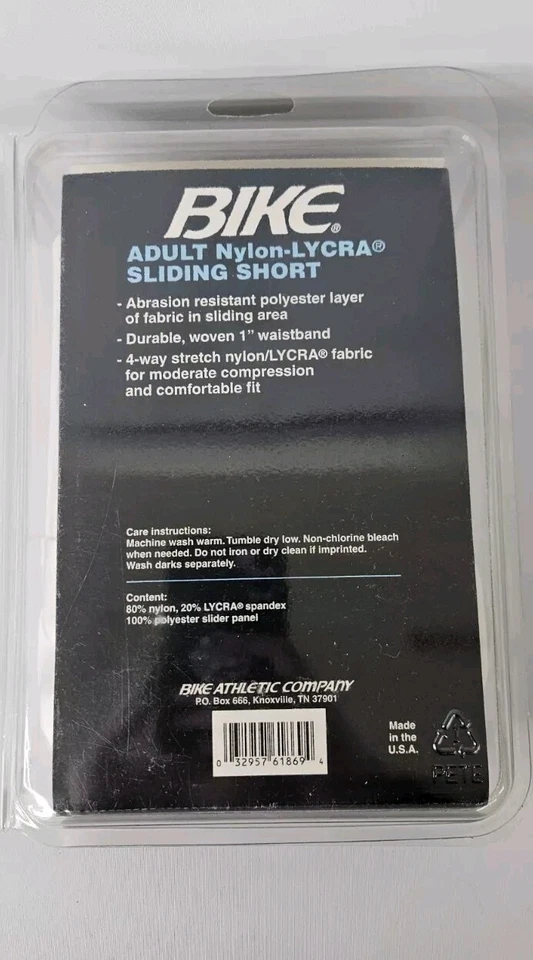 BIKE®
ADULT Nylon-LYCRA®
SLIDING SHORT
- Abrasion resistant polyester layer
of fabric in sliding area
- Durable, woven 1" waistband
- 4-way stretch nylon/LYCRA® fabric
for moderate compression
and comfortable fit
Care instructions:
Machine wash warm. Tumble dry low. Non-chlorine bleach
when needed. Do not iron or dry clean if imprinted.
Wash darks separately.
Content:
80% nylon, 20% LYCRA® spandex
100% polyester slider panel
BIKE ATHLETIC COMPANY
P.O. Box 666, Knoxville, TN 37901
0 32957 61869 4
Made
in the
U.S.A.
1
PETE